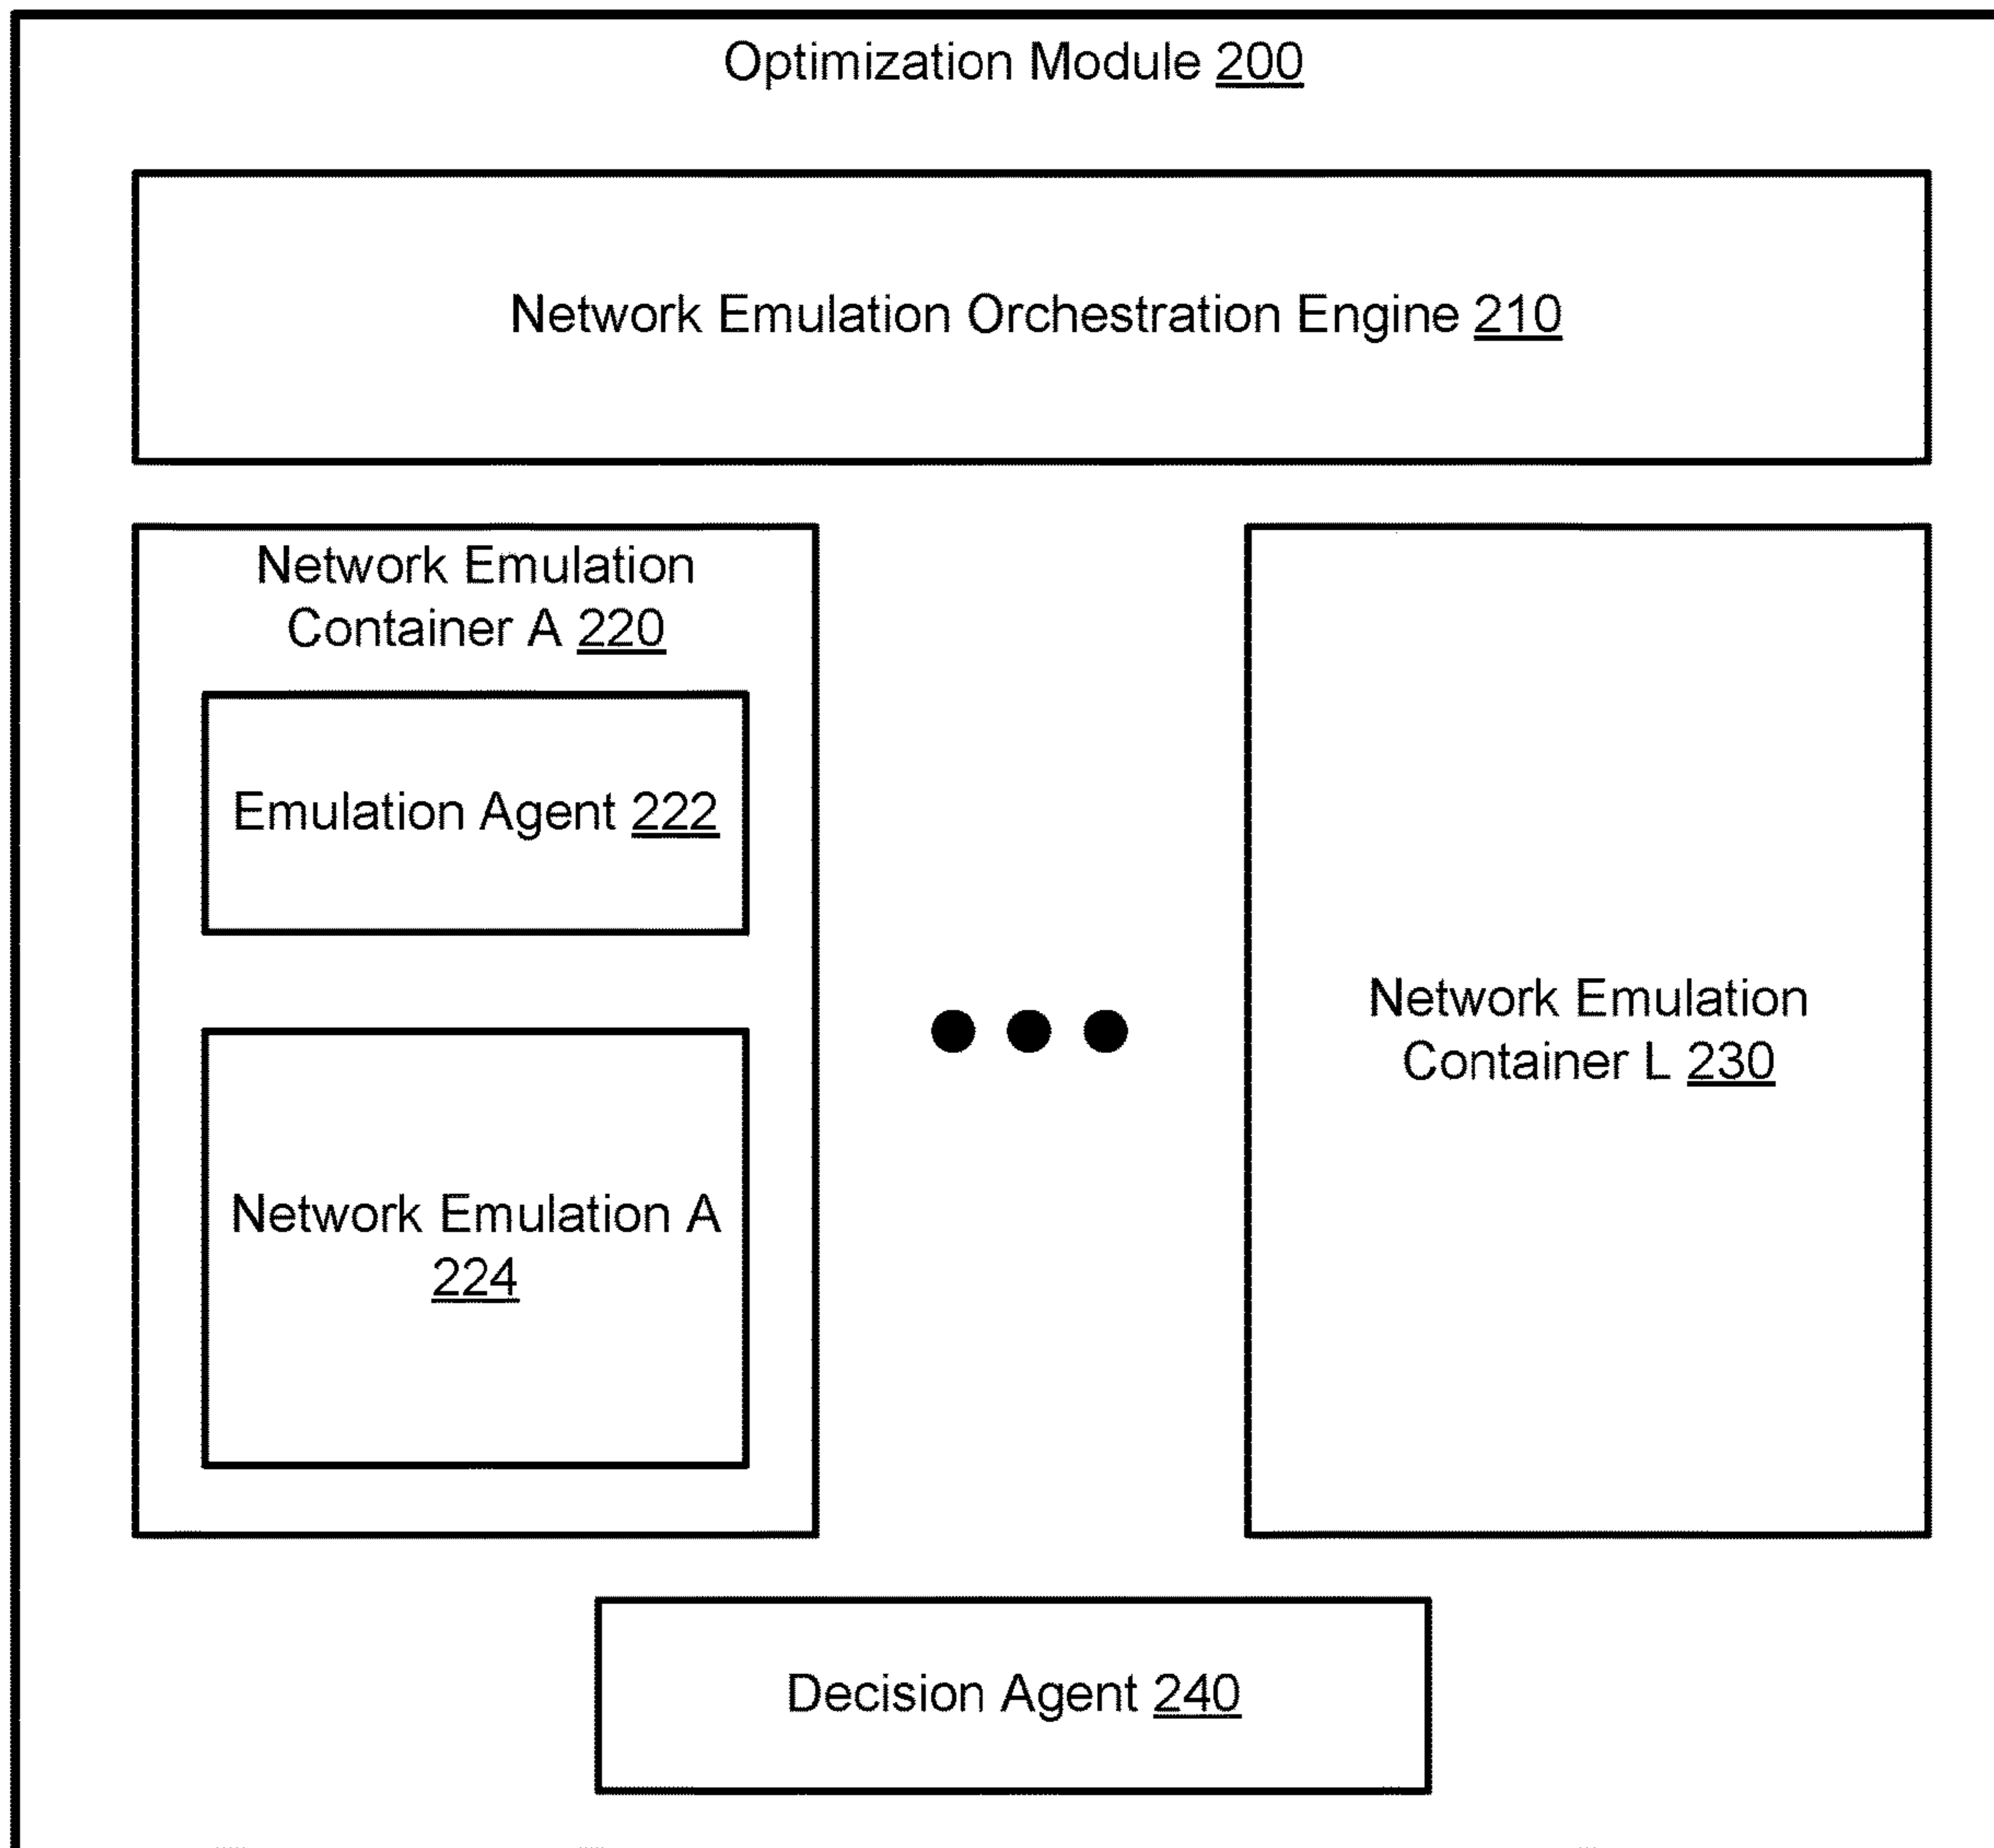 Optimization Module 200
Network Emulation Orchestration Engine 210
Network Emulation
Container A 220
Emulation Agent 222
Network Emulation A
224
Network Emulation
Container L 230
Decision Agent 240